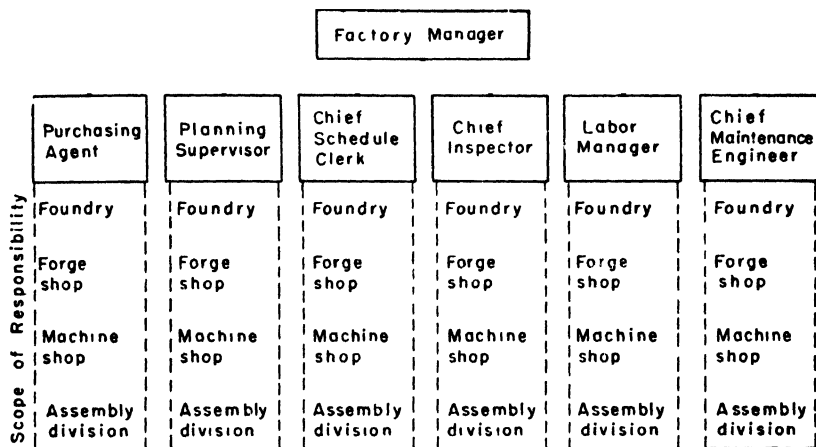 Factory Manager
Purchasing
Agent
Planning
Supervisor
Chief
Schedule
Clerk
Chief
Inspector
Labor
Manager
Chief
Maintenance
Engineer
Scope of Responsibility
Foundry
Foundry
Foundry
Foundry
Foundry
Foundry
Forge
shop
Forge
shop
Forge
shop
Forge
shop
Forge
shop
Forge
shop
Machine
shop
Machine
shop
Machine
shop
Machine
shop
Machine
shop
Machine
shop
Assembly
division
Assembly
division
Assembly
division
Assembly
division
Assembly
division
Assembly
division